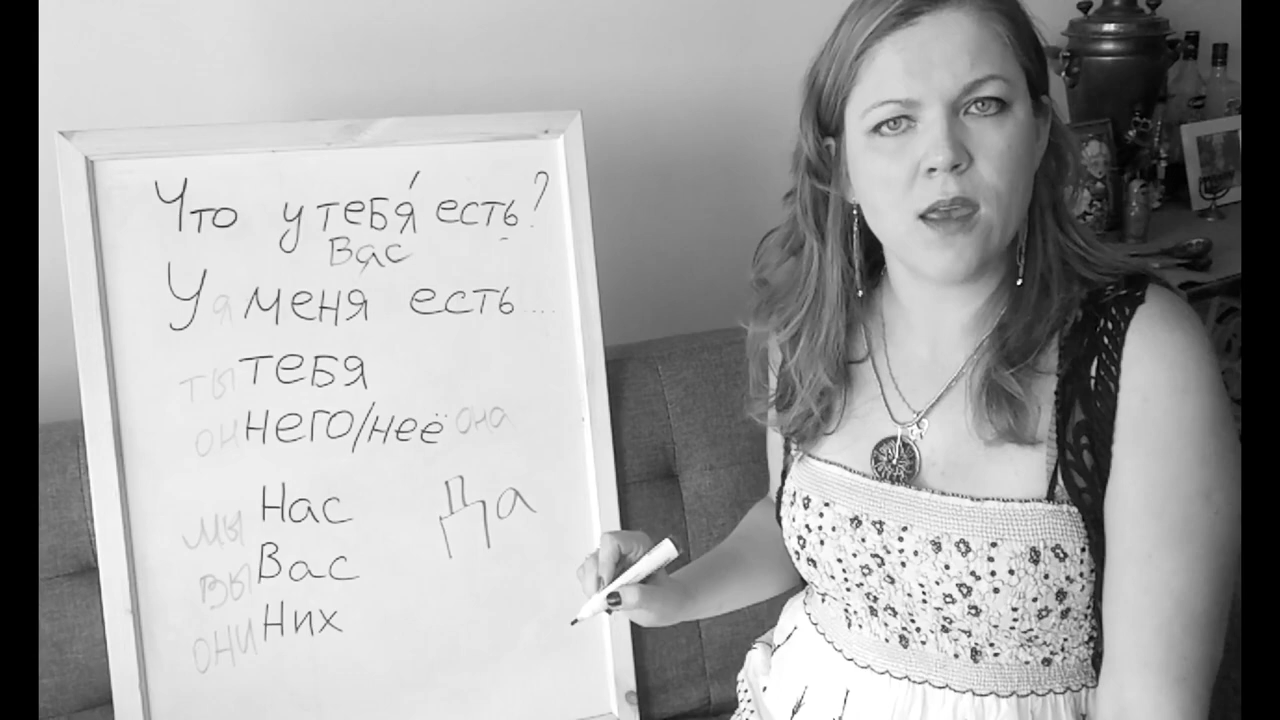 Что у тебя́ есть?
Вас
У я меня есть....
ты тебя
он него/неё она
мы Нас Да
вы Вас
они Них